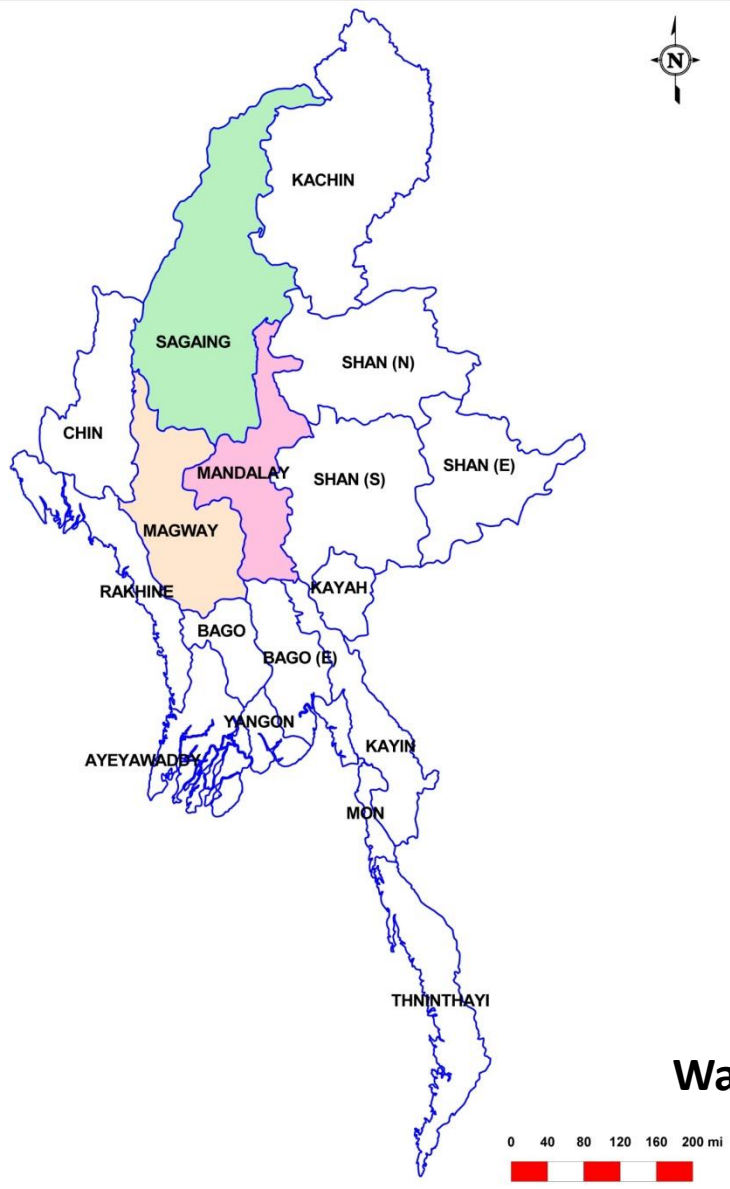 N
KACHIN
SAGAING
SHAN (N)
CHIN
SHAN (E)
MANDALAY
SHAN (S)
MAGWAY
RAKHINE
KAYAH
BAGO
BAGO (E)
YANGON
KAYIN
AYEYAWADDY
MON
THNINTHAYI
Wa
0 40 80 120 160 200 mi